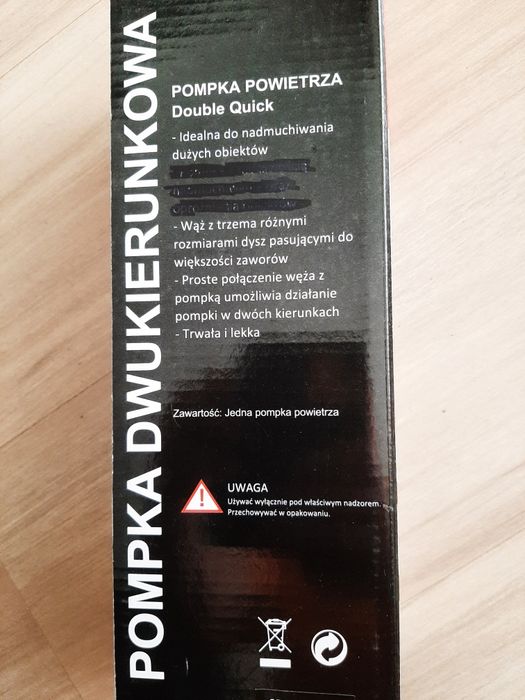 POMPKA DWUKIERUNKOWA
POMPKA POWIETRZA
Double Quick
- Idealna do nadmuchiwania
dużych obiektów
- Wąż z trzema różnymi
rozmiarami dysz pasującymi do
większości zaworów
- Proste połączenie węża z
pompką umożliwia działanie
pompki w dwóch kierunkach
- Trwała i lekka
Zawartość: Jedna pompka powietrza
UWAGA
Używać wyłącznie pod właściwym nadzorem.
Przechowywać w opakowaniu.